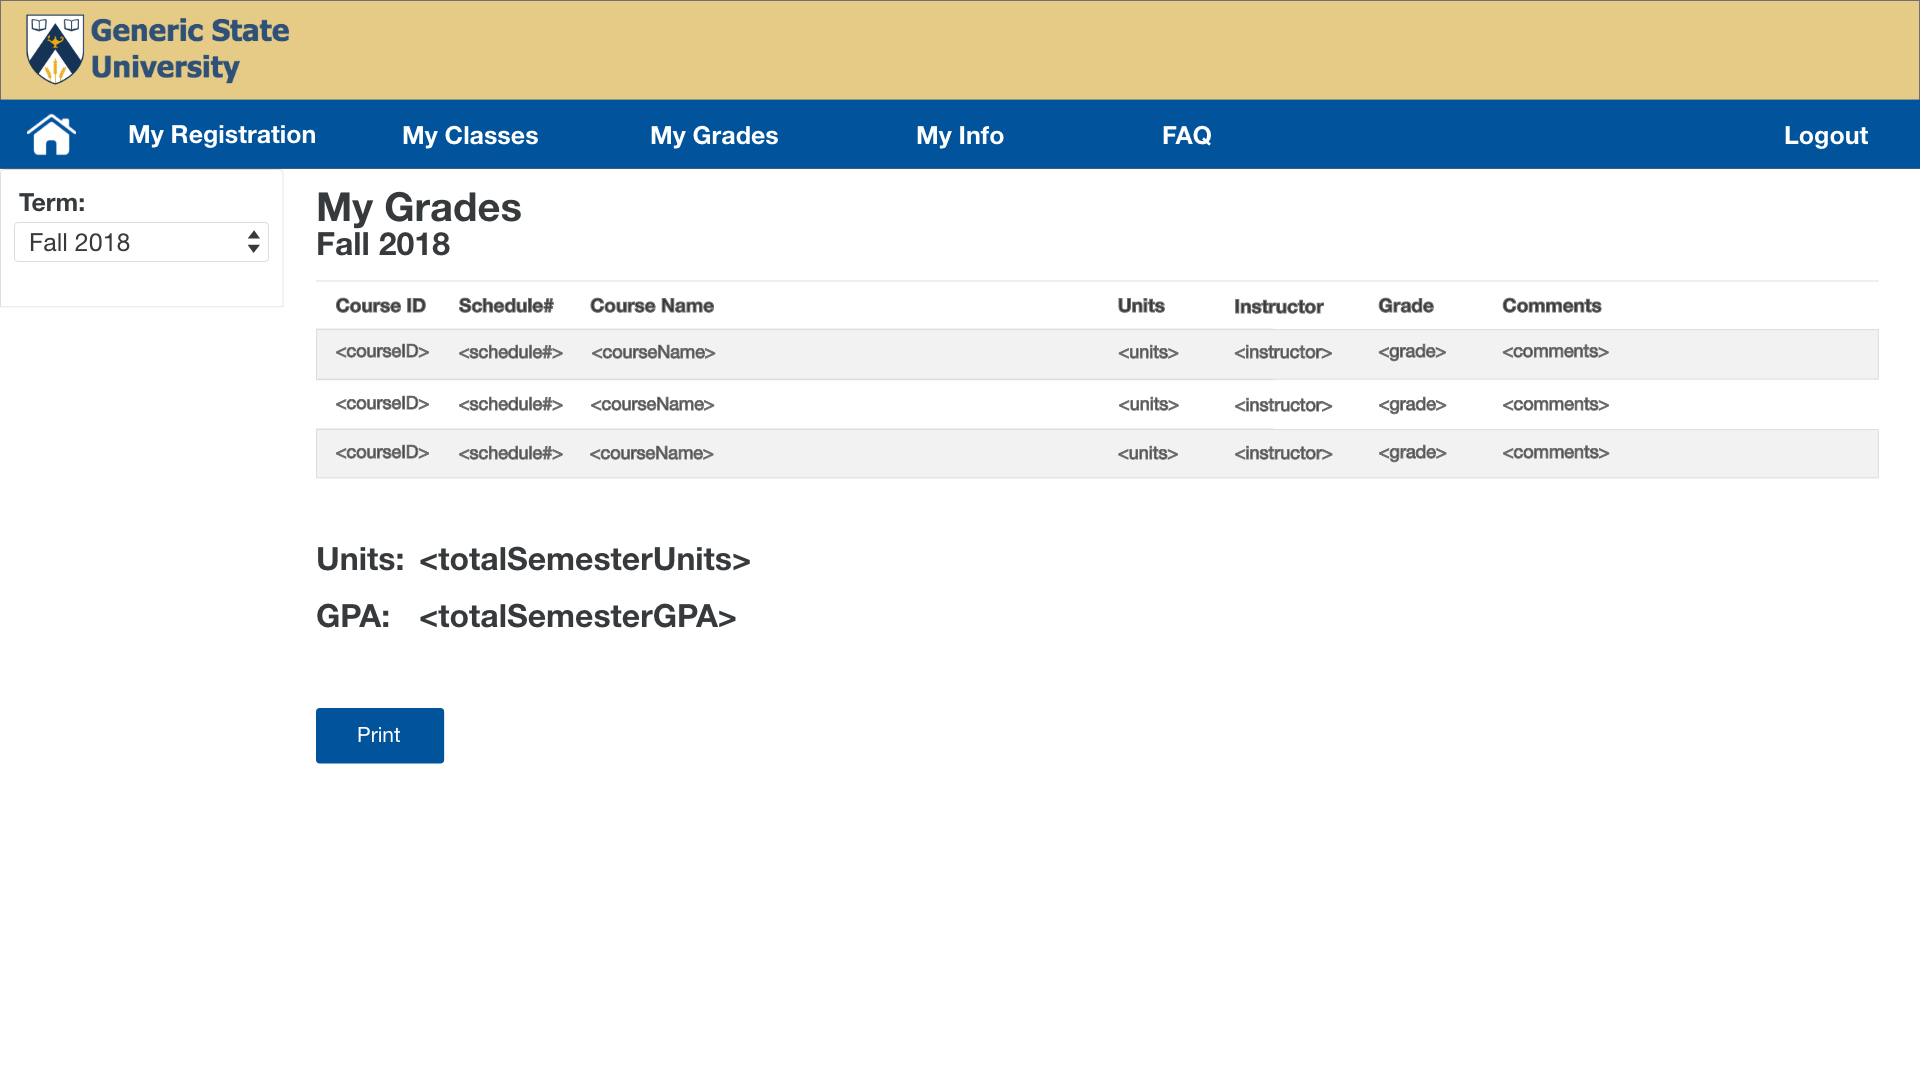 Generic State
University
My Registration My Classes My Grades My Info FAQ Logout
Term:
Fall 2018
My Grades
Fall 2018
Course ID Schedule# Course Name Units Instructor Grade Comments
<courseID> <schedule#> <courseName> <units> <instructor> <grade> <comments>
<courseID> <schedule#> <courseName> <units> <instructor> <grade> <comments>
<courseID> <schedule#> <courseName> <units> <instructor> <grade> <comments>
Units: <totalSemesterUnits>
GPA: <totalSemesterGPA>
Print